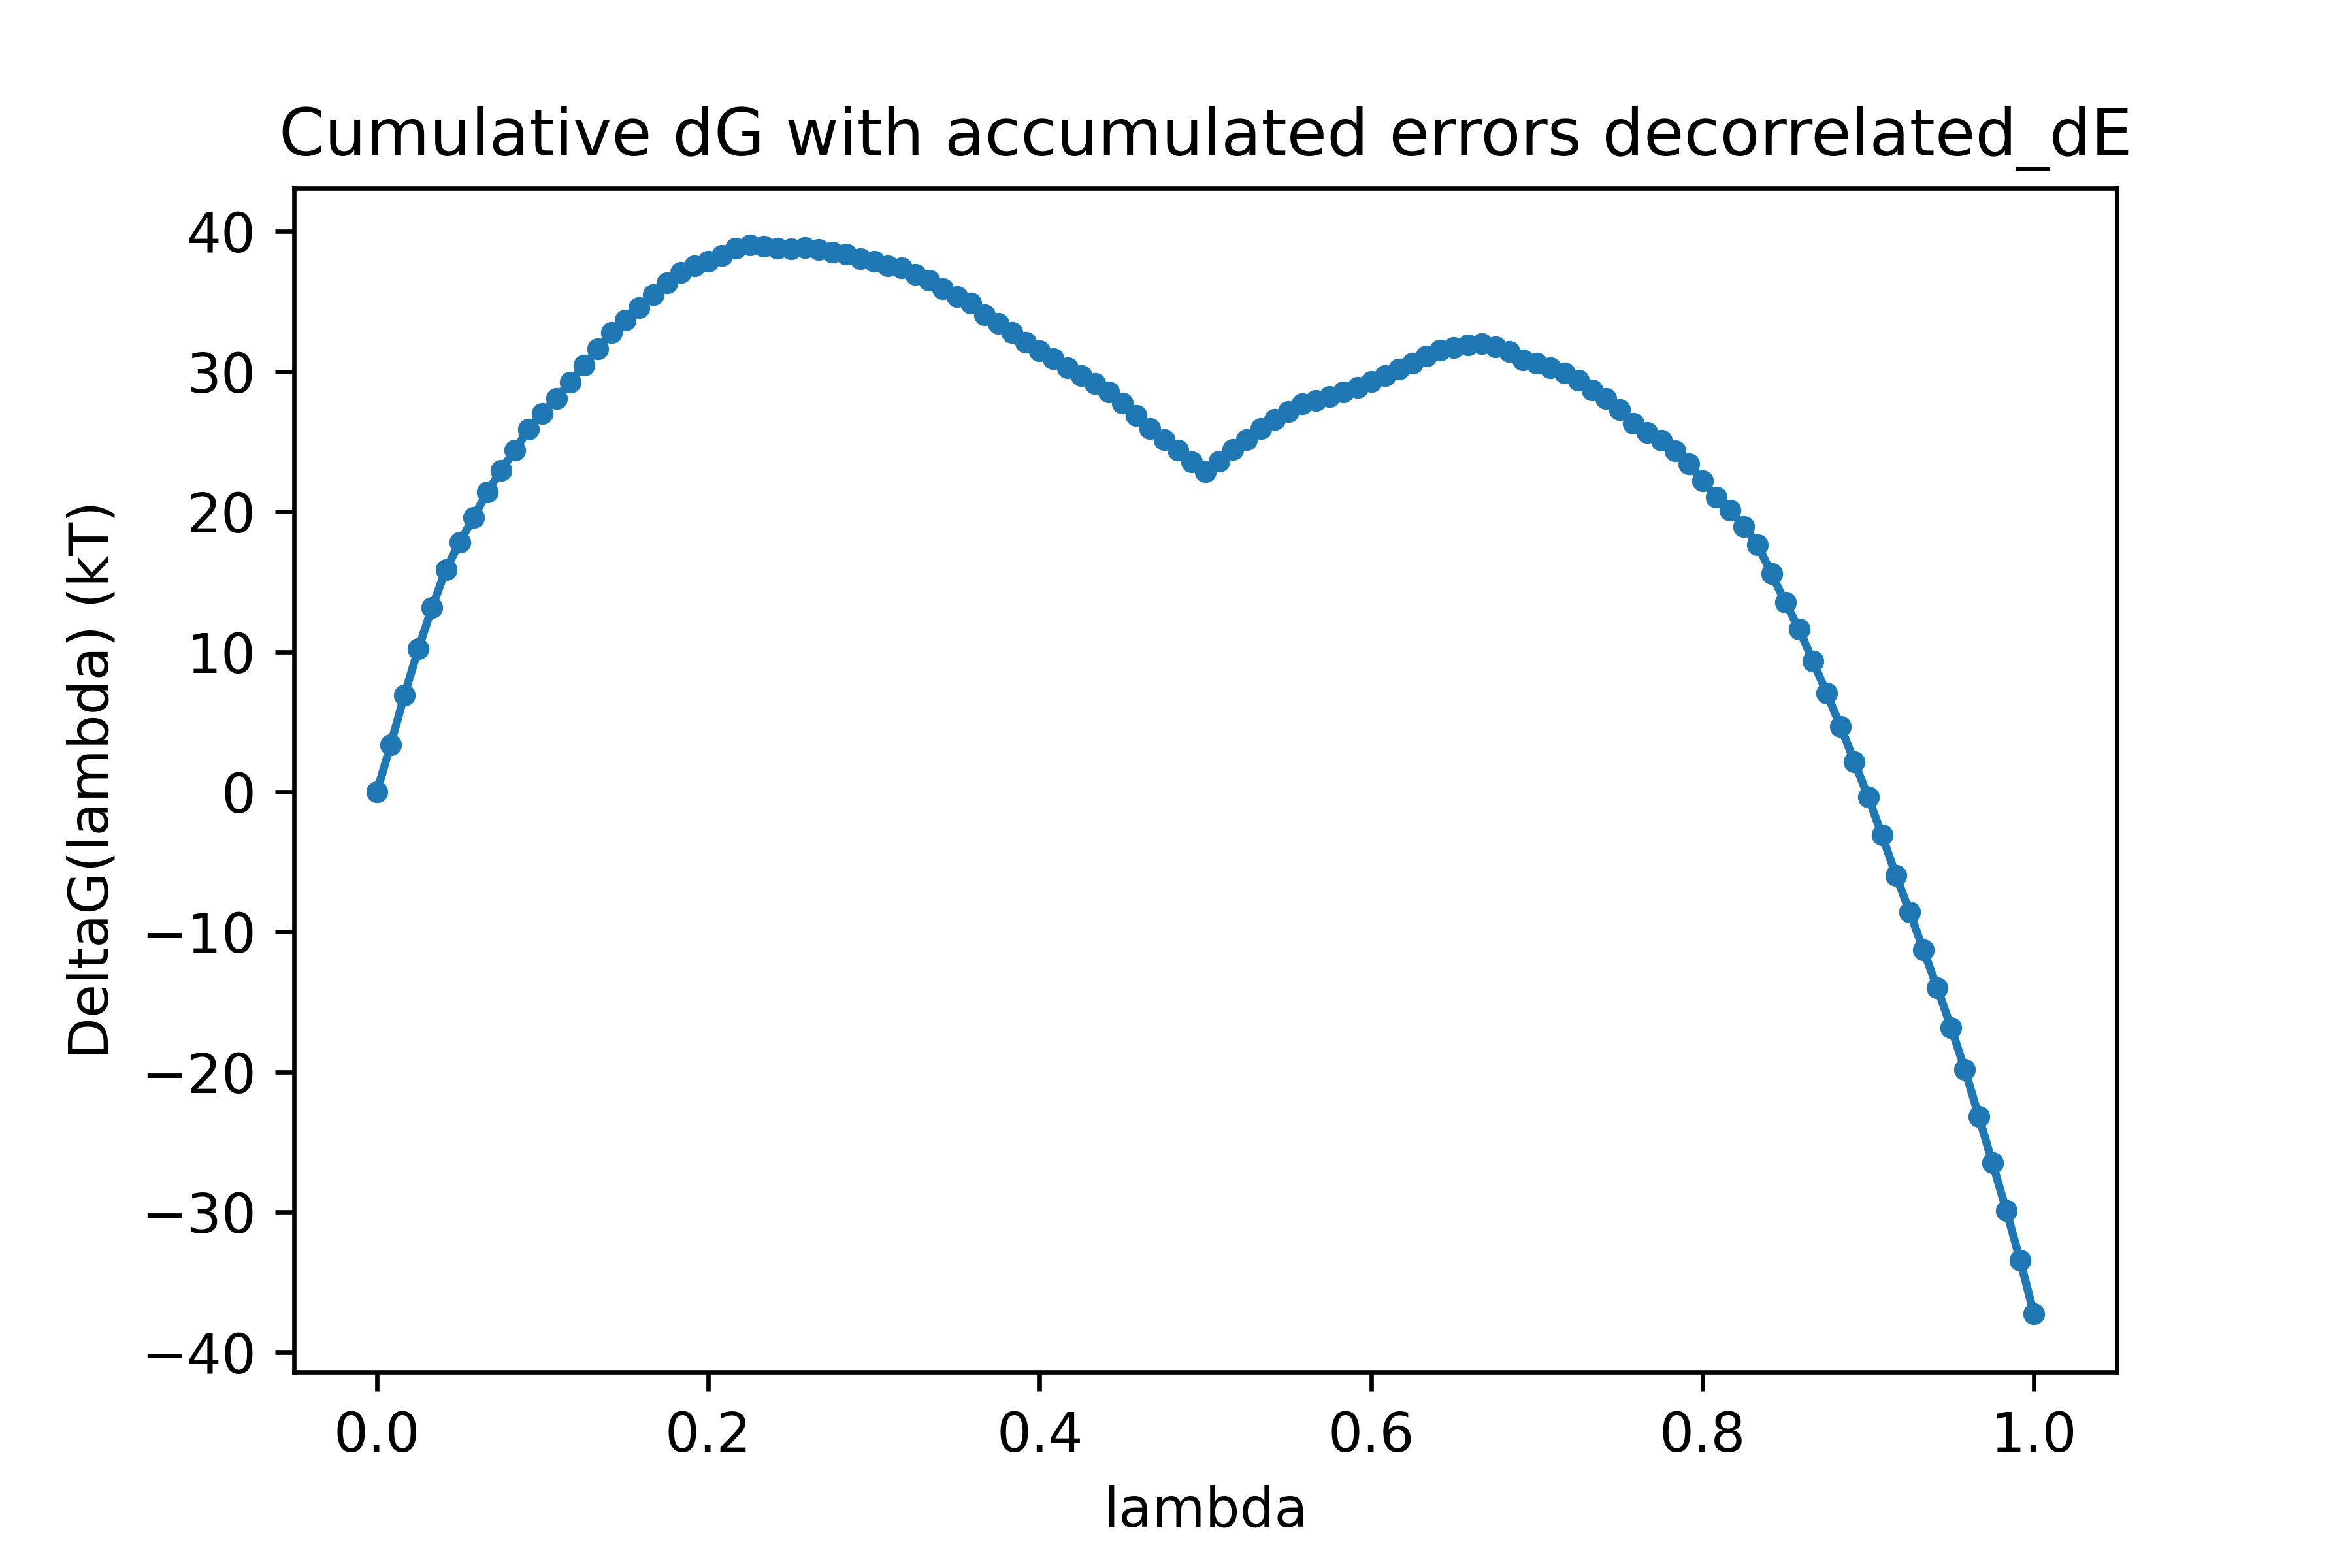 Cumulative dG with accumulated errors decorrelated_dE
DeltaG(lambda) (kT)
40
30
20
10
0
−10
−20
−30
−40
0.0 0.2 0.4 0.6 0.8 1.0
lambda